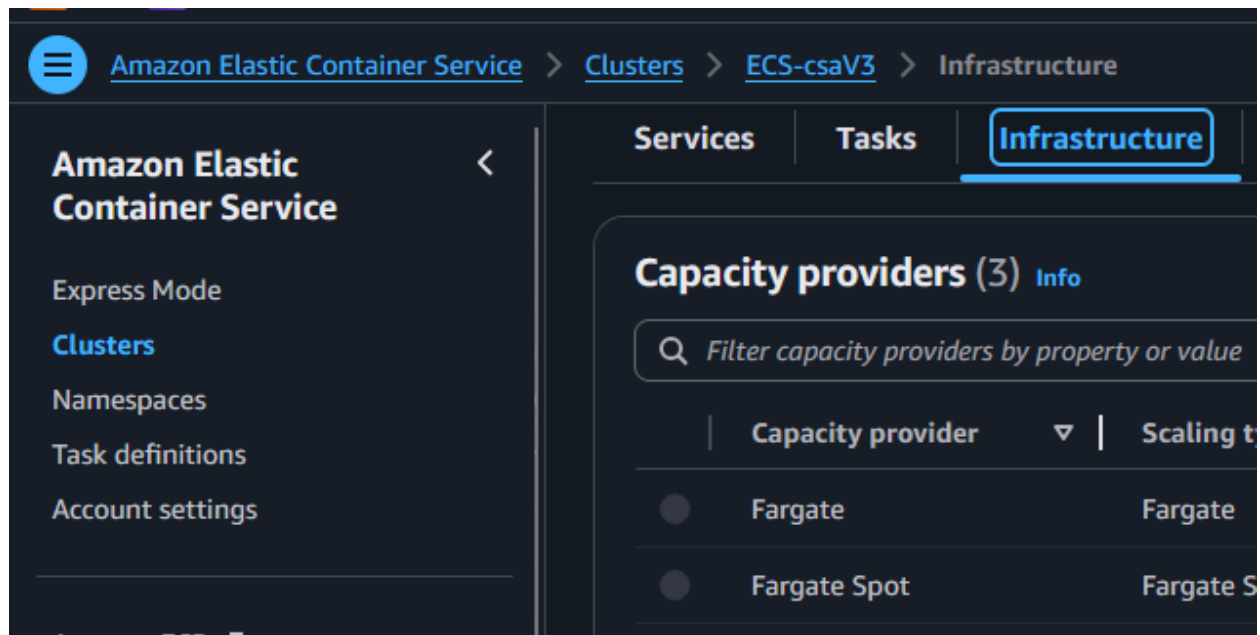 Amazon Elastic Container Service > Clusters > ECS-csaV3 > Infrastructure
Amazon Elastic
Container Service
Express Mode
Clusters
Namespaces
Task definitions
Account settings
Services Tasks Infrastructure
Capacity providers (3) Info
Filter capacity providers by property or value
Capacity provider Scaling
Fargate Fargate
Fargate Spot Fargate